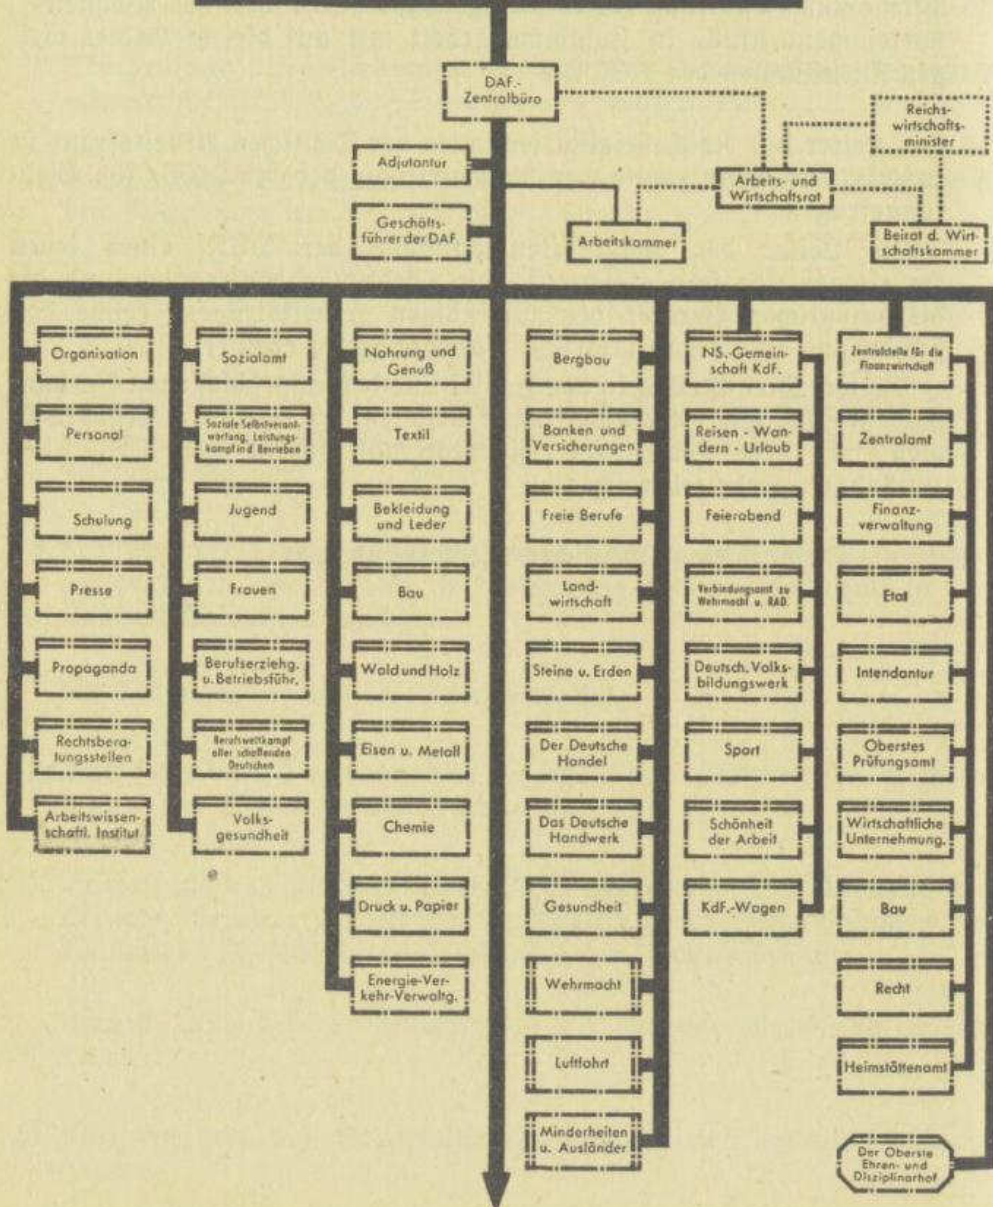 DAF.-
Zentralbüro
Reichs-
wirtschafts-
minister
Adjutantur
Arbeits- und
Wirtschaftsrat
Geschäfts-
führer der DAF.
Arbeitskammer
Beirat d. Wirt-
schaftskammer
Organisation
Personal
Schulung
Presse
Propaganda
Rechtsbera-
tungsstellen
Arbeitswissen-
schaftl. Institut
Sozialamt
Soziale Selbstverant-
wortung, Leistungs-
kampf i. d. Betrieben
Jugend
Frauen
Berufserziehg.
u. Betriebsführ.
Berufswettkampf
aller schaffenden
Deutschen
Volks-
gesundheit
Nahrung und
Genuß
Textil
Bekleidung
und Leder
Bau
Wald und Holz
Eisen u. Metall
Chemie
Druck u. Papier
Energie-Ver-
kehr-Verwaltg.
Bergbau
Banken und
Versicherungen
Freie Berufe
Land-
wirtschaft
Steine u. Erden
Der Deutsche
Handel
Das Deutsche
Handwerk
Gesundheit
Wehrmacht
Luftfahrt
Minderheiten
u. Ausländer
NS.-Gemein-
schaft KdF.
Reisen - Wan-
dern - Urlaub
Feierabend
Verbindungsamt zu
Wehrmacht u. RAD.
Deutsch. Volks-
bildungswerk
Sport
Schönheit
der Arbeit
KdF.-Wagen
Zentralstelle für die
Finanzwirtschaft
Zentralamt
Finanz-
verwaltung
Etat
Intendantur
Oberstes
Prüfungsamt
Wirtschaftliche
Unternehmung.
Bau
Recht
Heimstättenamt
Der Oberste
Ehren- und
Disziplinarhof